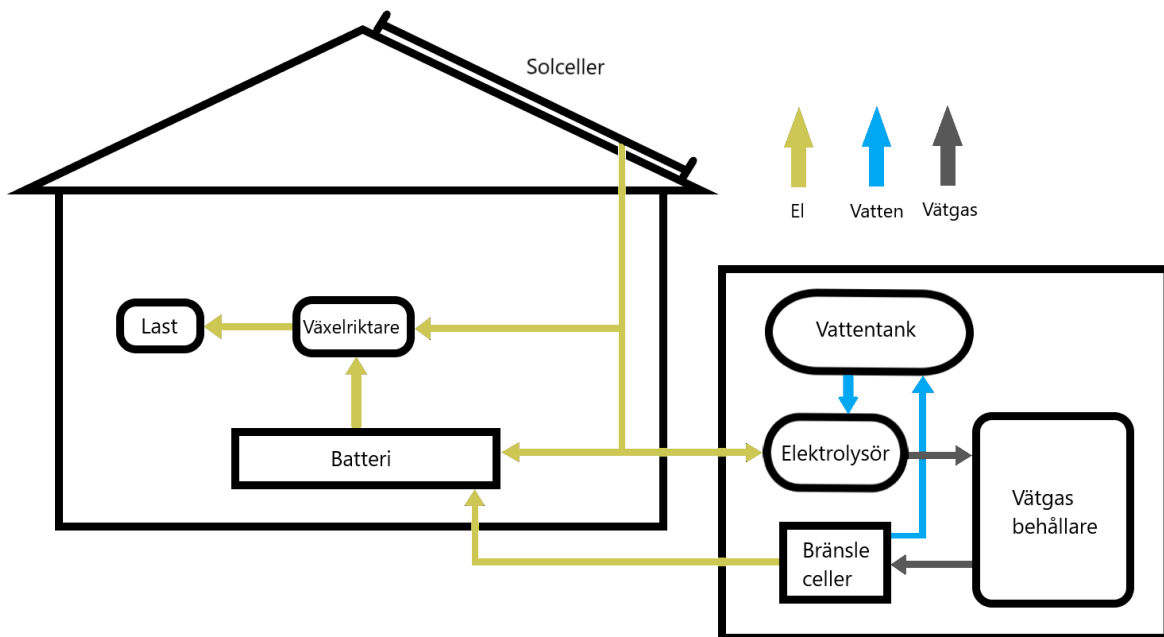 Solceller
El
Vatten
Vätgas
Last
Växelriktare
Vattentank
Batteri
Elektrolysör
Vätgas
behållare
Bränsle
celler